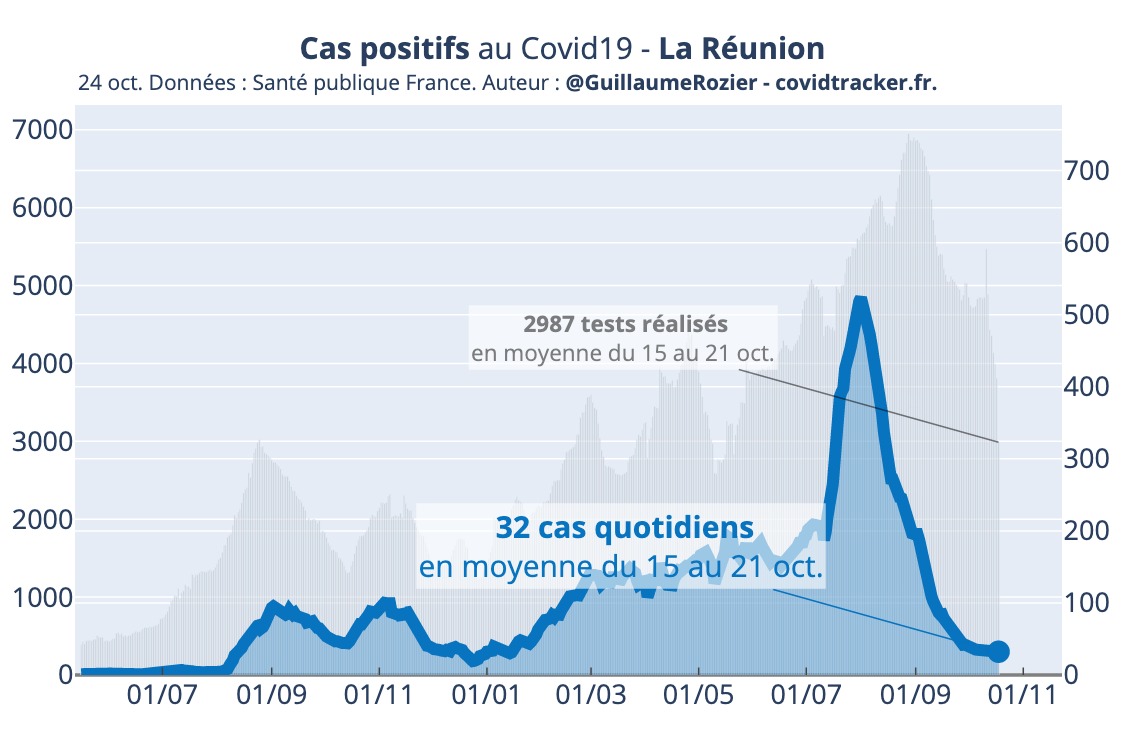 Cas positifs au Covid19 - La Réunion
24 oct. Données : Santé publique France. Auteur : @GuillaumeRozier - covidtracker.fr.
7000
6000
5000
4000
3000
2000
1000
0
700
600
500
400
300
200
100
0
2987 tests réalisés
en moyenne du 15 au 21 oct.
32 cas quotidiens
en moyenne du 15 au 21 oct.
01/07 01/09 01/11 01/01 01/03 01/05 01/07 01/09 01/11